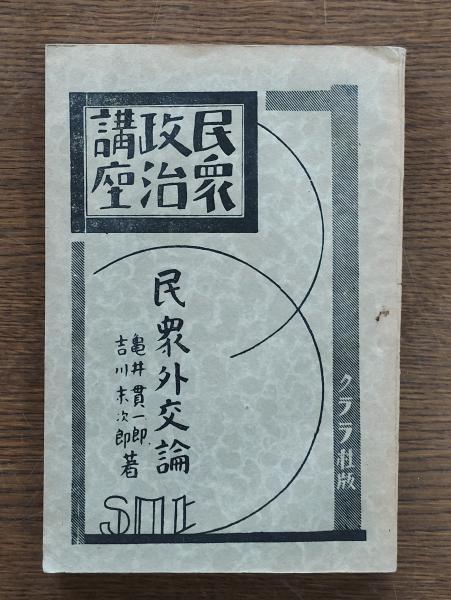 民衆
政治
講座
民衆外交論
亀井貫一郎
吉川末次郎
著
クララ社版